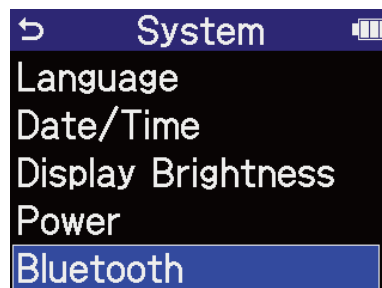 System
Language
Date/Time
Display Brightness
Power
Bluetooth